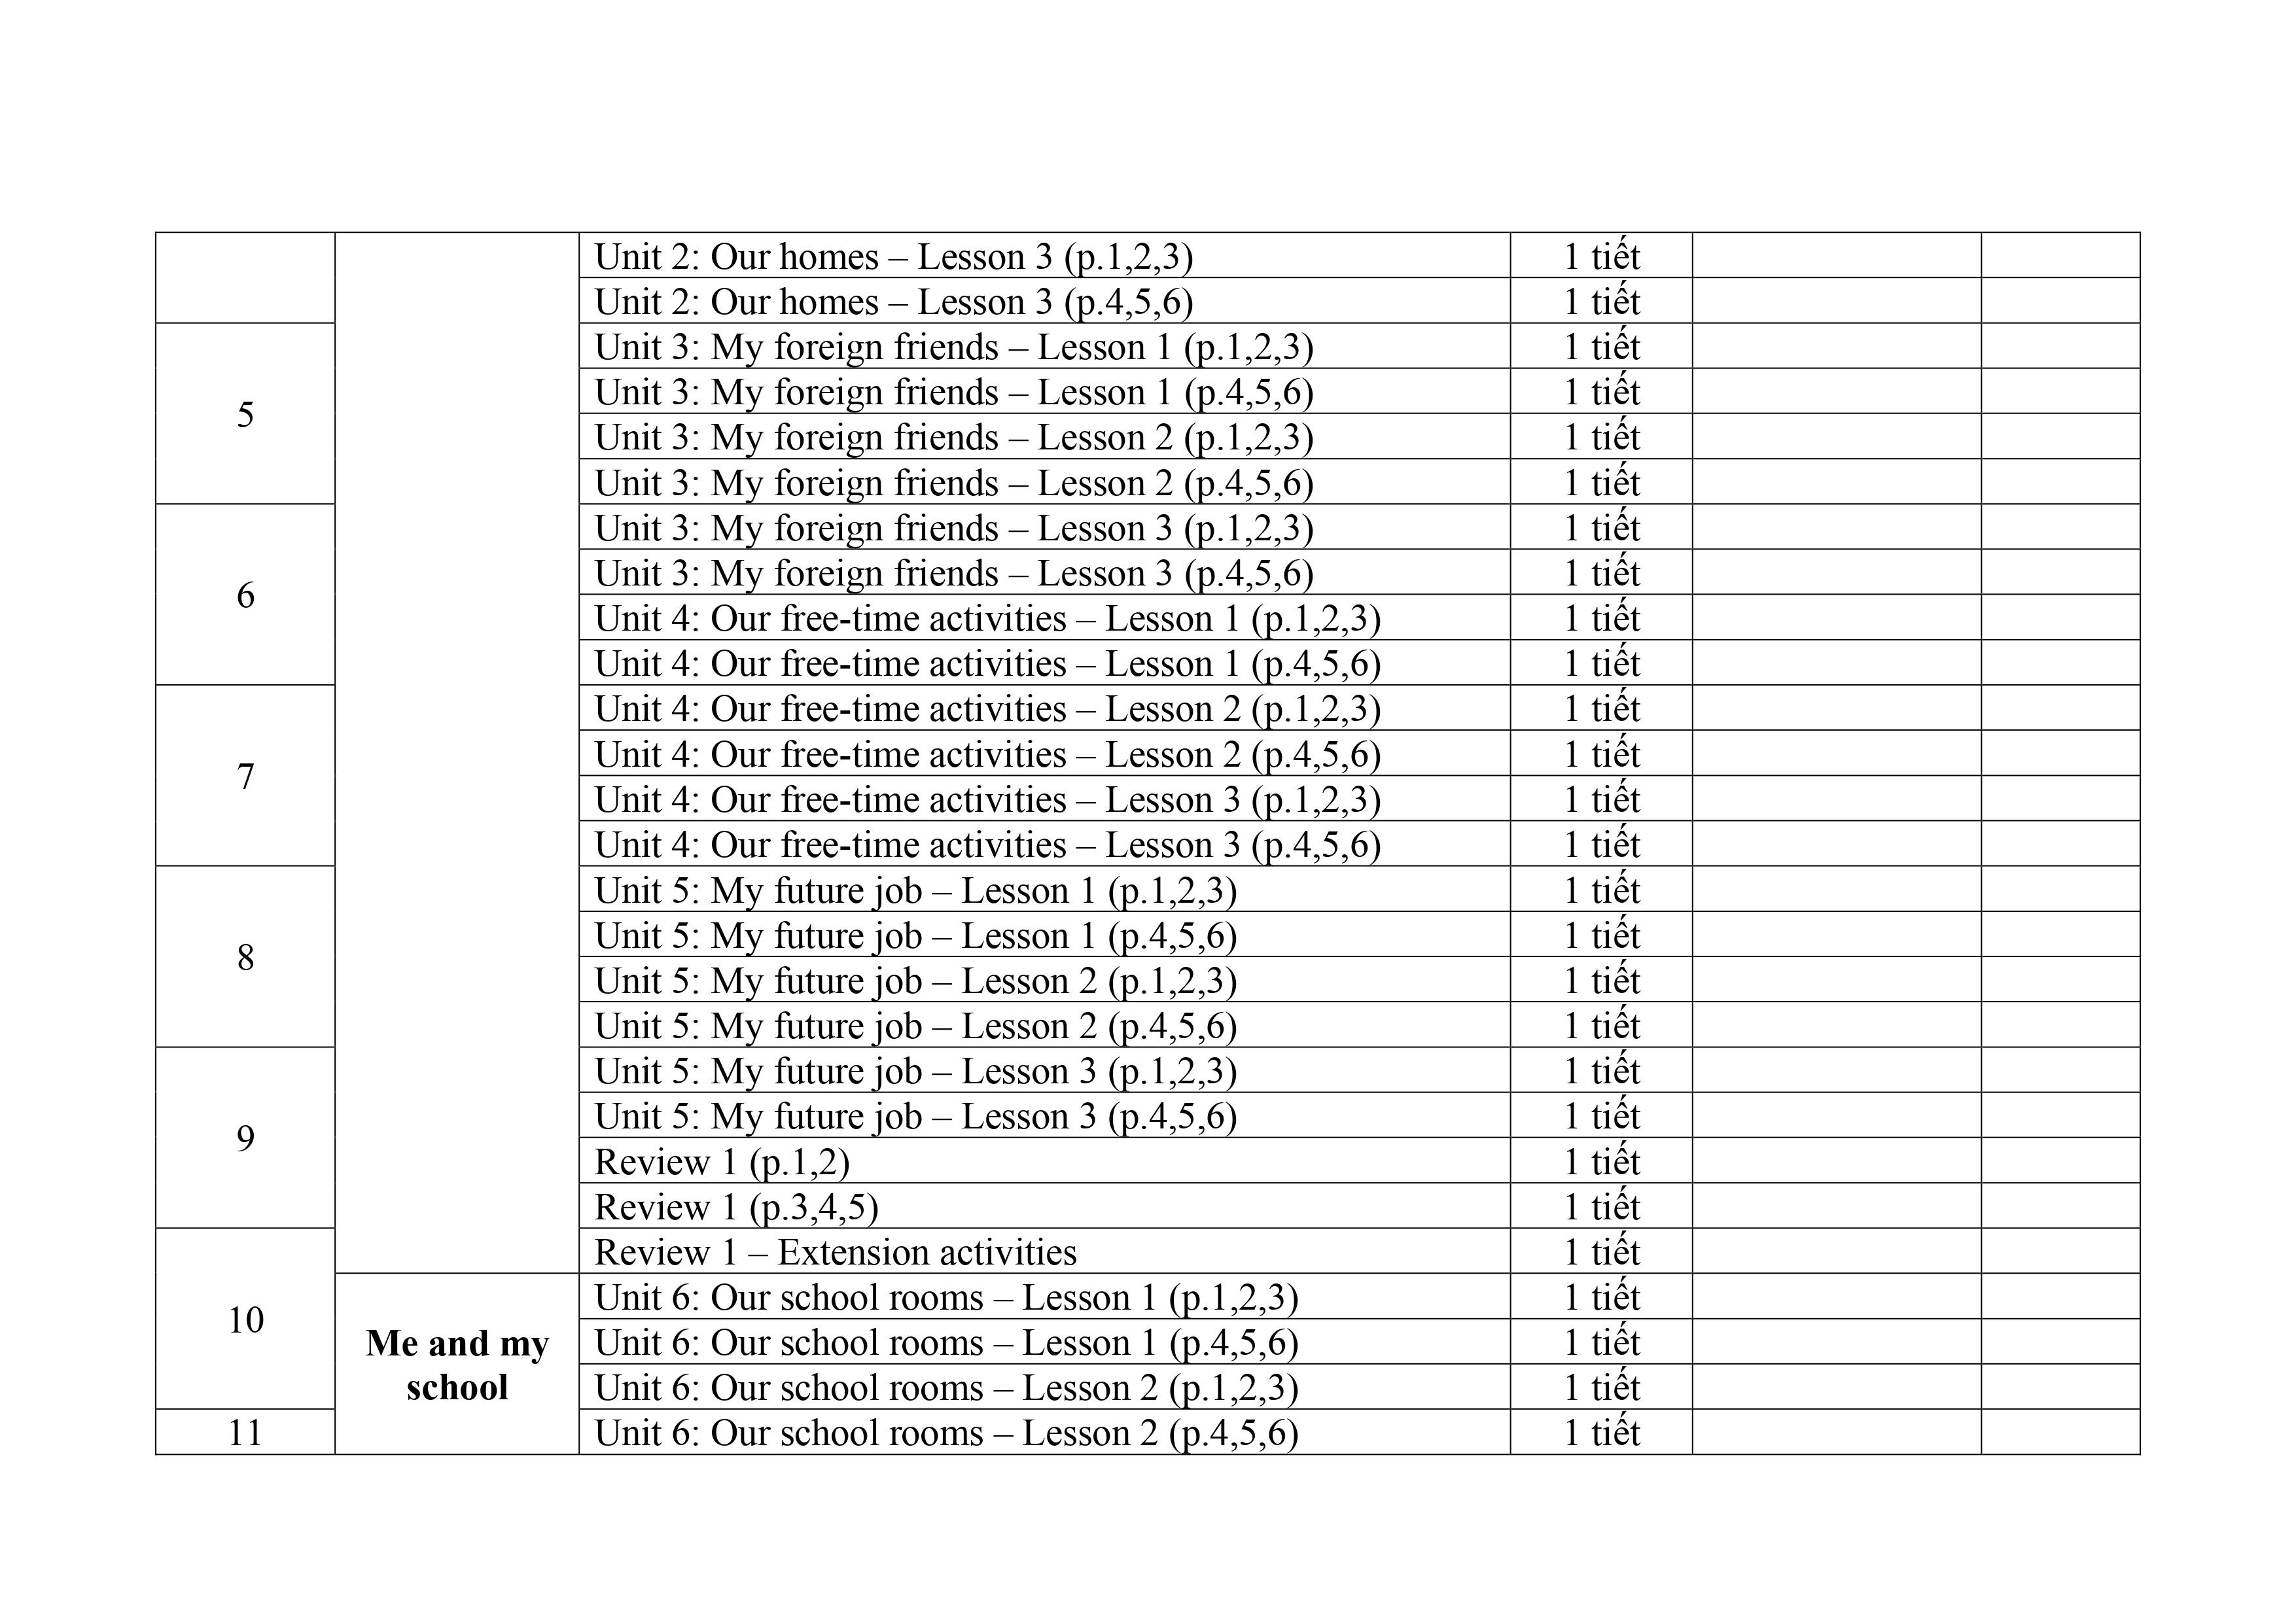 Unit 2: Our homes – Lesson 3 (p.1,2,3) 1 tiết
Unit 2: Our homes – Lesson 3 (p.4,5,6) 1 tiết
5
Unit 3: My foreign friends – Lesson 1 (p.1,2,3) 1 tiết
Unit 3: My foreign friends – Lesson 1 (p.4,5,6) 1 tiết
Unit 3: My foreign friends – Lesson 2 (p.1,2,3) 1 tiết
Unit 3: My foreign friends – Lesson 2 (p.4,5,6) 1 tiết
6
Unit 3: My foreign friends – Lesson 3 (p.1,2,3) 1 tiết
Unit 3: My foreign friends – Lesson 3 (p.4,5,6) 1 tiết
Unit 4: Our free-time activities – Lesson 1 (p.1,2,3) 1 tiết
Unit 4: Our free-time activities – Lesson 1 (p.4,5,6) 1 tiết
7
Unit 4: Our free-time activities – Lesson 2 (p.1,2,3) 1 tiết
Unit 4: Our free-time activities – Lesson 2 (p.4,5,6) 1 tiết
Unit 4: Our free-time activities – Lesson 3 (p.1,2,3) 1 tiết
Unit 4: Our free-time activities – Lesson 3 (p.4,5,6) 1 tiết
8
Unit 5: My future job – Lesson 1 (p.1,2,3) 1 tiết
Unit 5: My future job – Lesson 1 (p.4,5,6) 1 tiết
Unit 5: My future job – Lesson 2 (p.1,2,3) 1 tiết
Unit 5: My future job – Lesson 2 (p.4,5,6) 1 tiết
9
Unit 5: My future job – Lesson 3 (p.1,2,3) 1 tiết
Unit 5: My future job – Lesson 3 (p.4,5,6) 1 tiết
Review 1 (p.1,2) 1 tiết
Review 1 (p.3,4,5) 1 tiết
10
Review 1 – Extension activities 1 tiết
Me and my
school
Unit 6: Our school rooms – Lesson 1 (p.1,2,3) 1 tiết
Unit 6: Our school rooms – Lesson 1 (p.4,5,6) 1 tiết
Unit 6: Our school rooms – Lesson 2 (p.1,2,3) 1 tiết
11 Unit 6: Our school rooms – Lesson 2 (p.4,5,6) 1 tiết